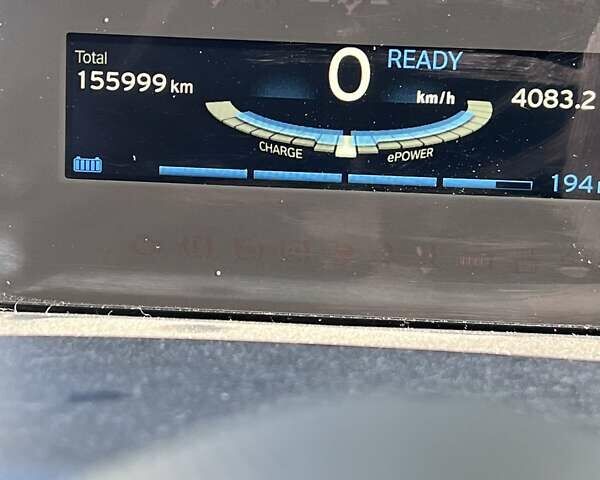 Total
155999 km
0
READY
km/h
4083.2
CHARGE
ePOWER
194